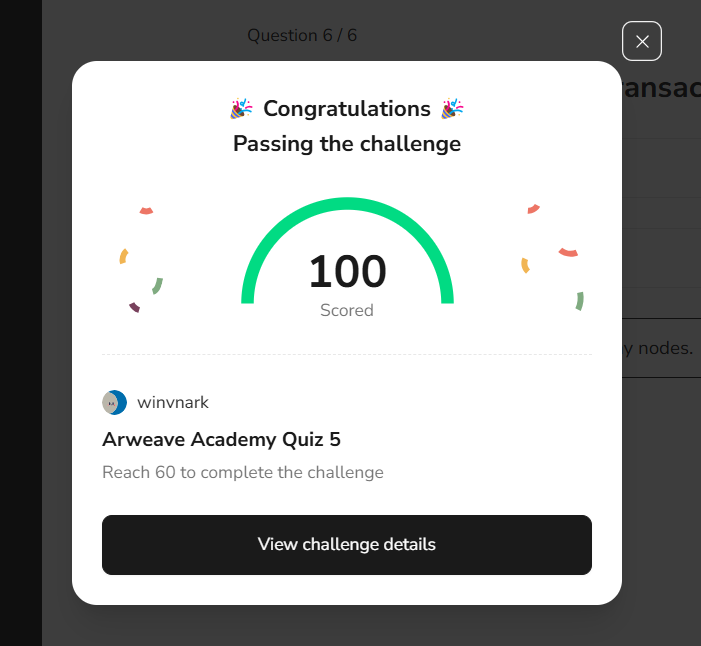 Question 6 / 6
🎉 Congratulations 🎉
Passing the challenge
100
Scored
y nodes.
winvnark
Arweave Academy Quiz 5
Reach 60 to complete the challenge
View challenge details